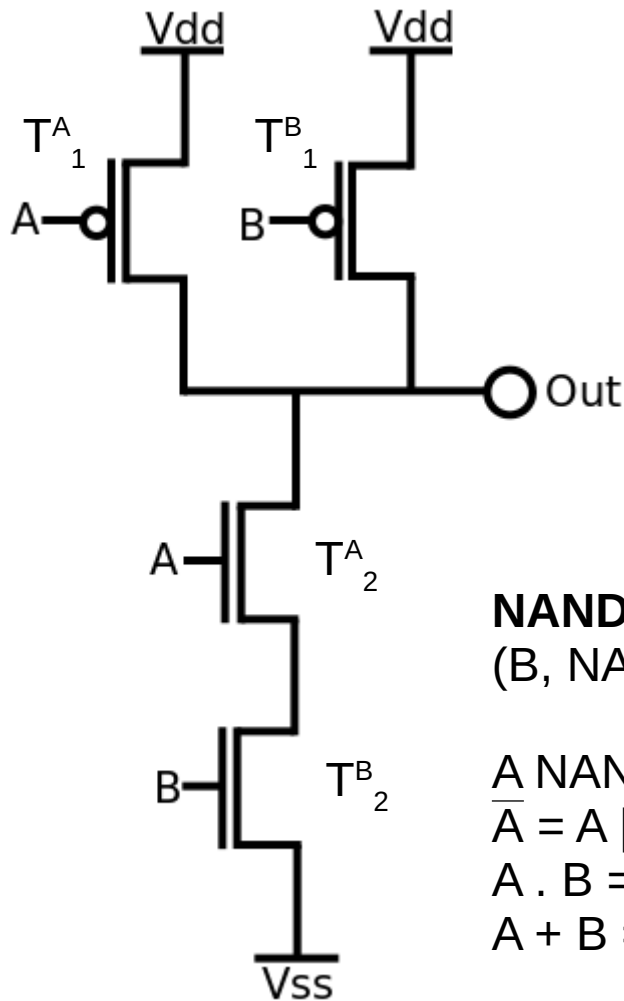 Vdd
Vdd
T^A_1
T^B_1
A
B
Out
A
T^A_2
B
T^B_2
Vss
NAND
(B, NA
A NAN
A̅ = A |
A . B =
A + B =